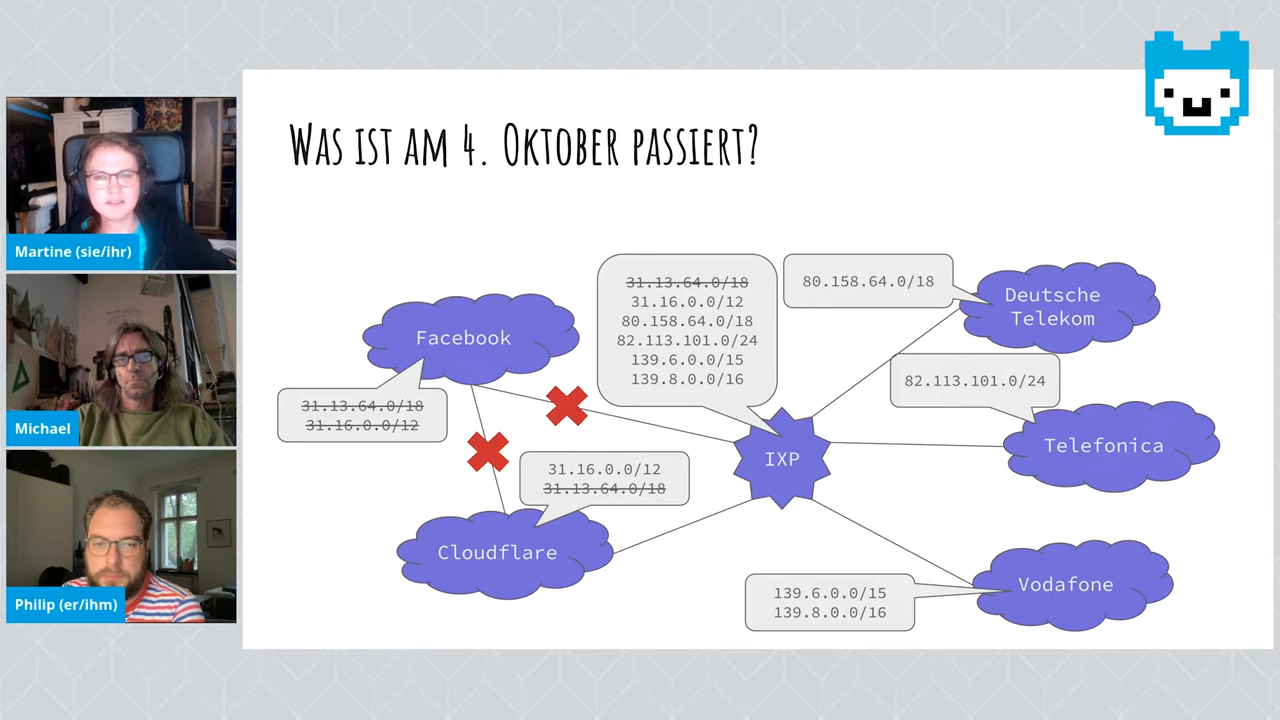 Was ist am 4. Oktober passiert?
Martine (sie/ihr)
Michael
Philip (er/ihm)
Facebook
31.13.64.0/18
31.16.0.0/12
31.13.64.0/18
31.16.0.0/12
80.158.64.0/18
82.113.101.0/24
139.6.0.0/15
139.8.0.0/16
80.158.64.0/18
Deutsche
Telekom
82.113.101.0/24
Telefonica
IXP
31.16.0.0/12
31.13.64.0/18
Cloudflare
139.6.0.0/15
139.8.0.0/16
Vodafone